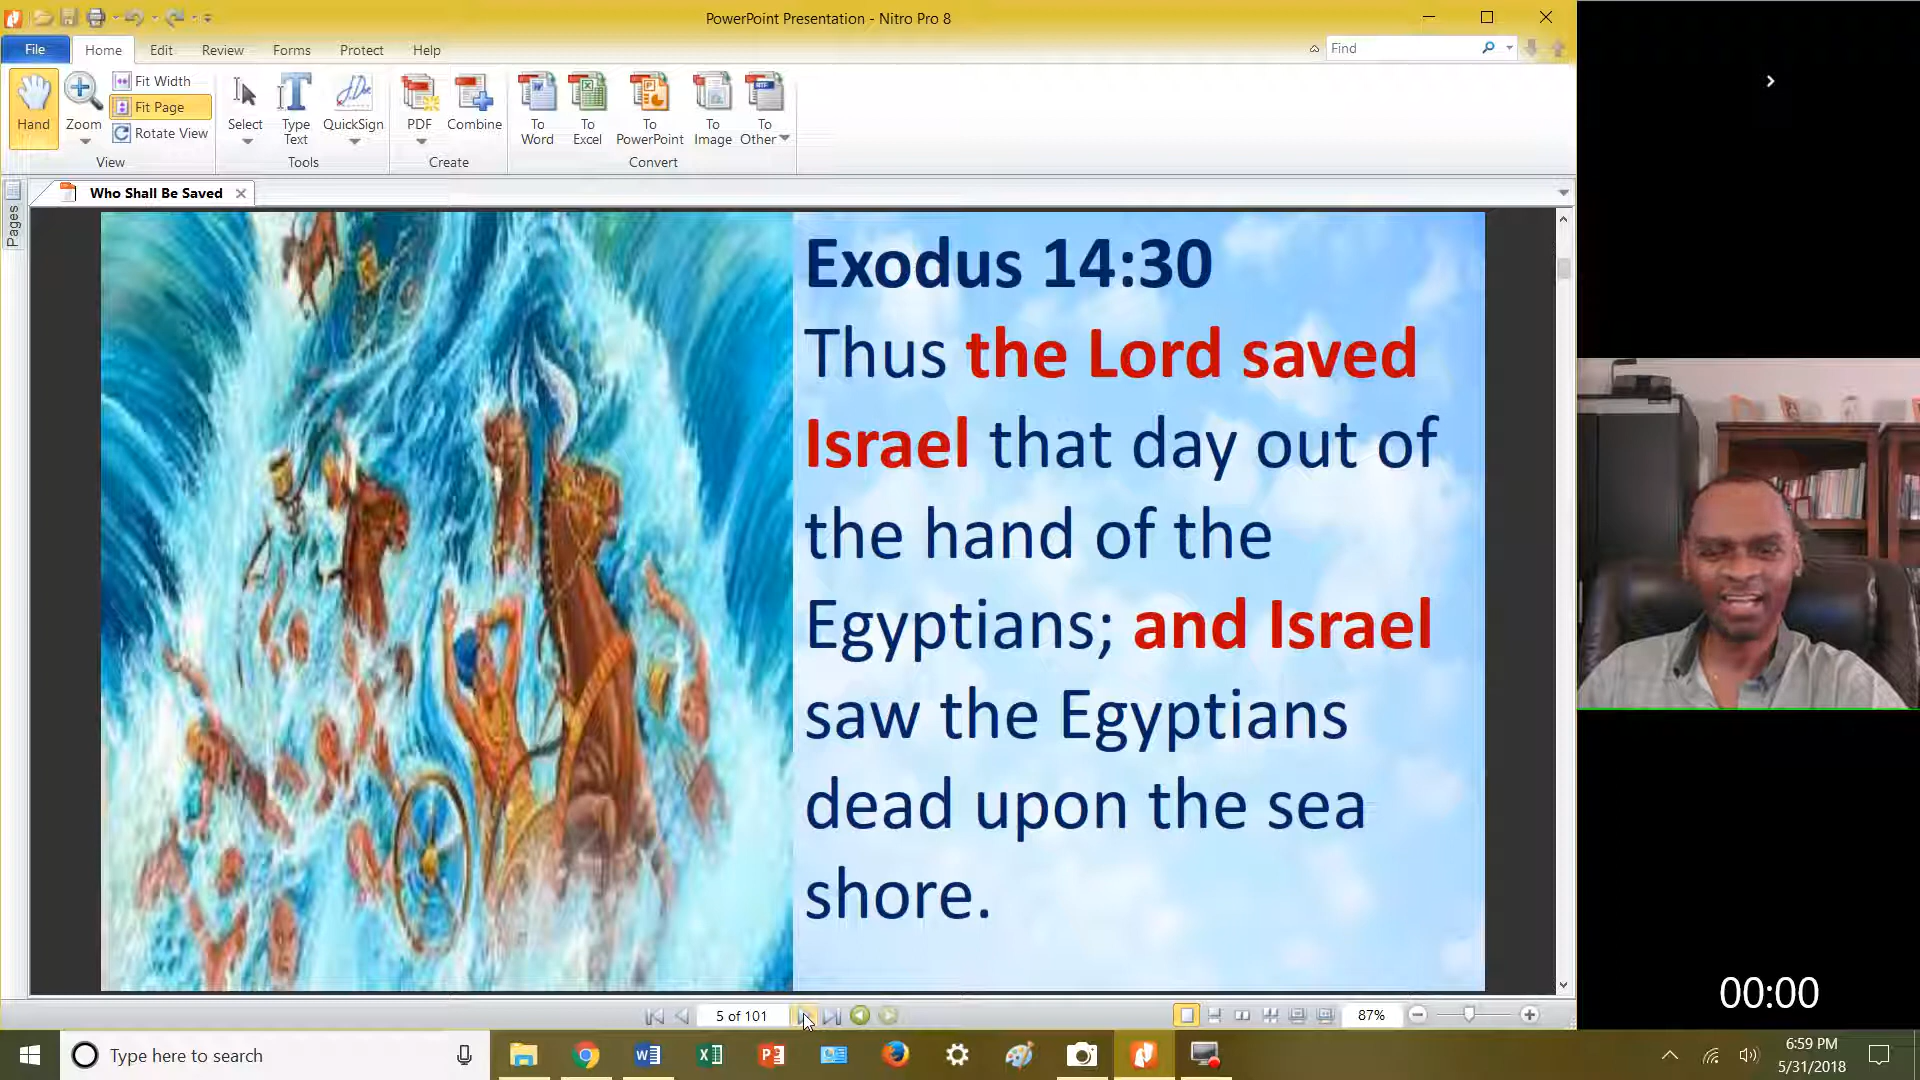 PowerPoint Presentation - Nitro Pro 8
File
Home
Edit
Review
Forms
Protect
Help
Find
Hand
Zoom
Fit Width
Fit Page
Rotate View
View
Select
Type
Text
QuickSign
Tools
PDF
Combine
Create
To
Word
To
Excel
To
PowerPoint
To
Image
To
Other
Convert
Who Shall Be Saved
Pages
Exodus 14:30
Thus the Lord saved
Israel that day out of
the hand of the
Egyptians; and Israel
saw the Egyptians
dead upon the sea
shore.
00:00
5 of 101
87%
Type here to search
6:59 PM
5/31/2018